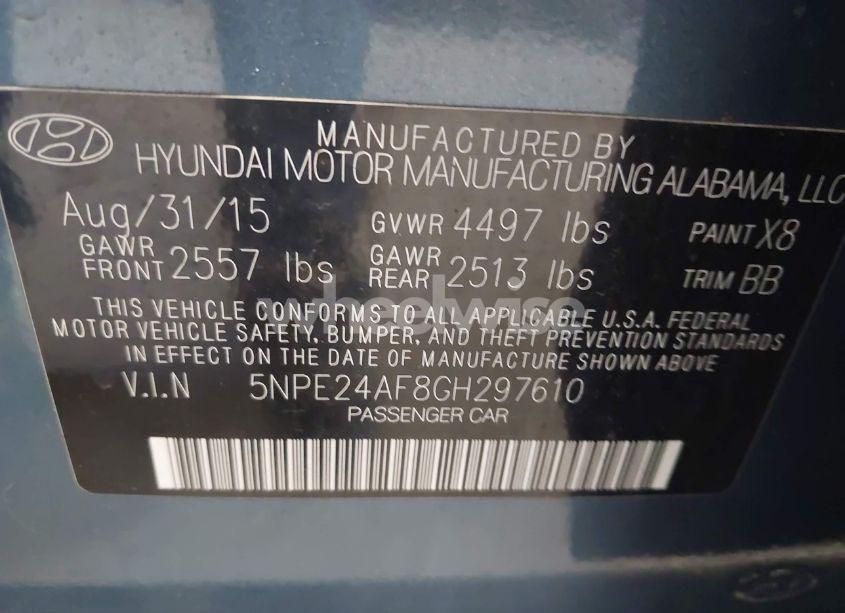 MANUFACTURED BY
HYUNDAI MOTOR MANUFACTURING ALABAMA, LLC
Aug/31/15 GVWR 4497 lbs PAINT X8
GAWR FRONT 2557 lbs GAWR REAR 2513 lbs TRIM BB
THIS VEHICLE CONFORMS TO ALL APPLICABLE U.S.A. FEDERAL
MOTOR VEHICLE SAFETY, BUMPER, AND THEFT PREVENTION STANDARDS
IN EFFECT ON THE DATE OF MANUFACTURE SHOWN ABOVE
V.I.N 5NPE24AF8GH297610
PASSENGER CAR
wheelwise